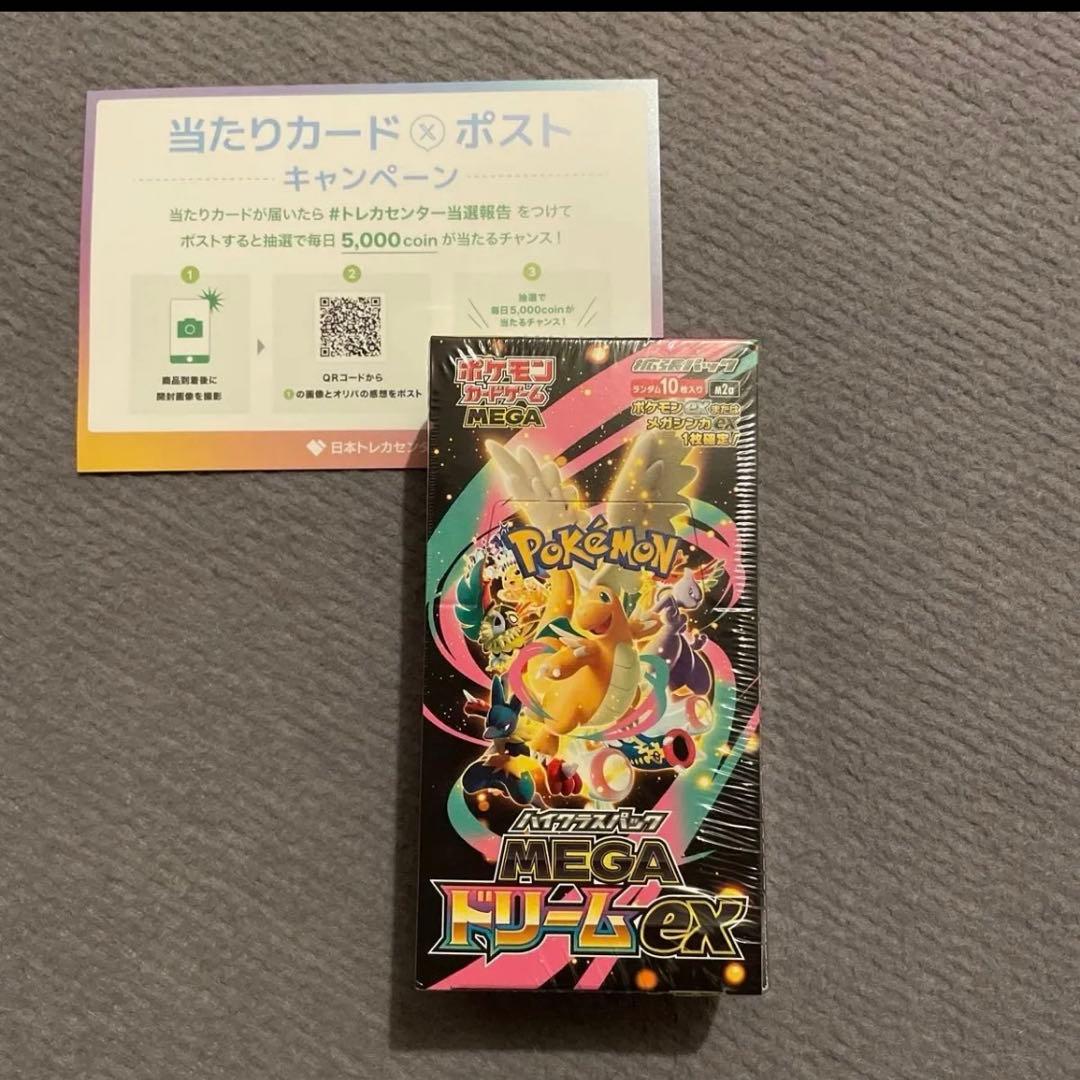 当たりカード X ポスト
キャンペーン
当たりカードが届いたら #トレカセンター当選報告 をつけて
ポストすると抽選で毎日 5,000coin が当たるチャンス!
1
2
3
商品到着後に
開封画像を撮影
QRコードから
1の画像とオリパの感想をポスト
抽選で
毎日5,000coinが
当たるチャンス!
日本トレカセンタ
ポケモン
カードゲーム
MEGA
拡張パック
ランダム10枚入り M2a
ポケモンexまたは
メガシンカex
1枚確定!
POKéMON
ハイクラスパック
MEGA
ドリームex